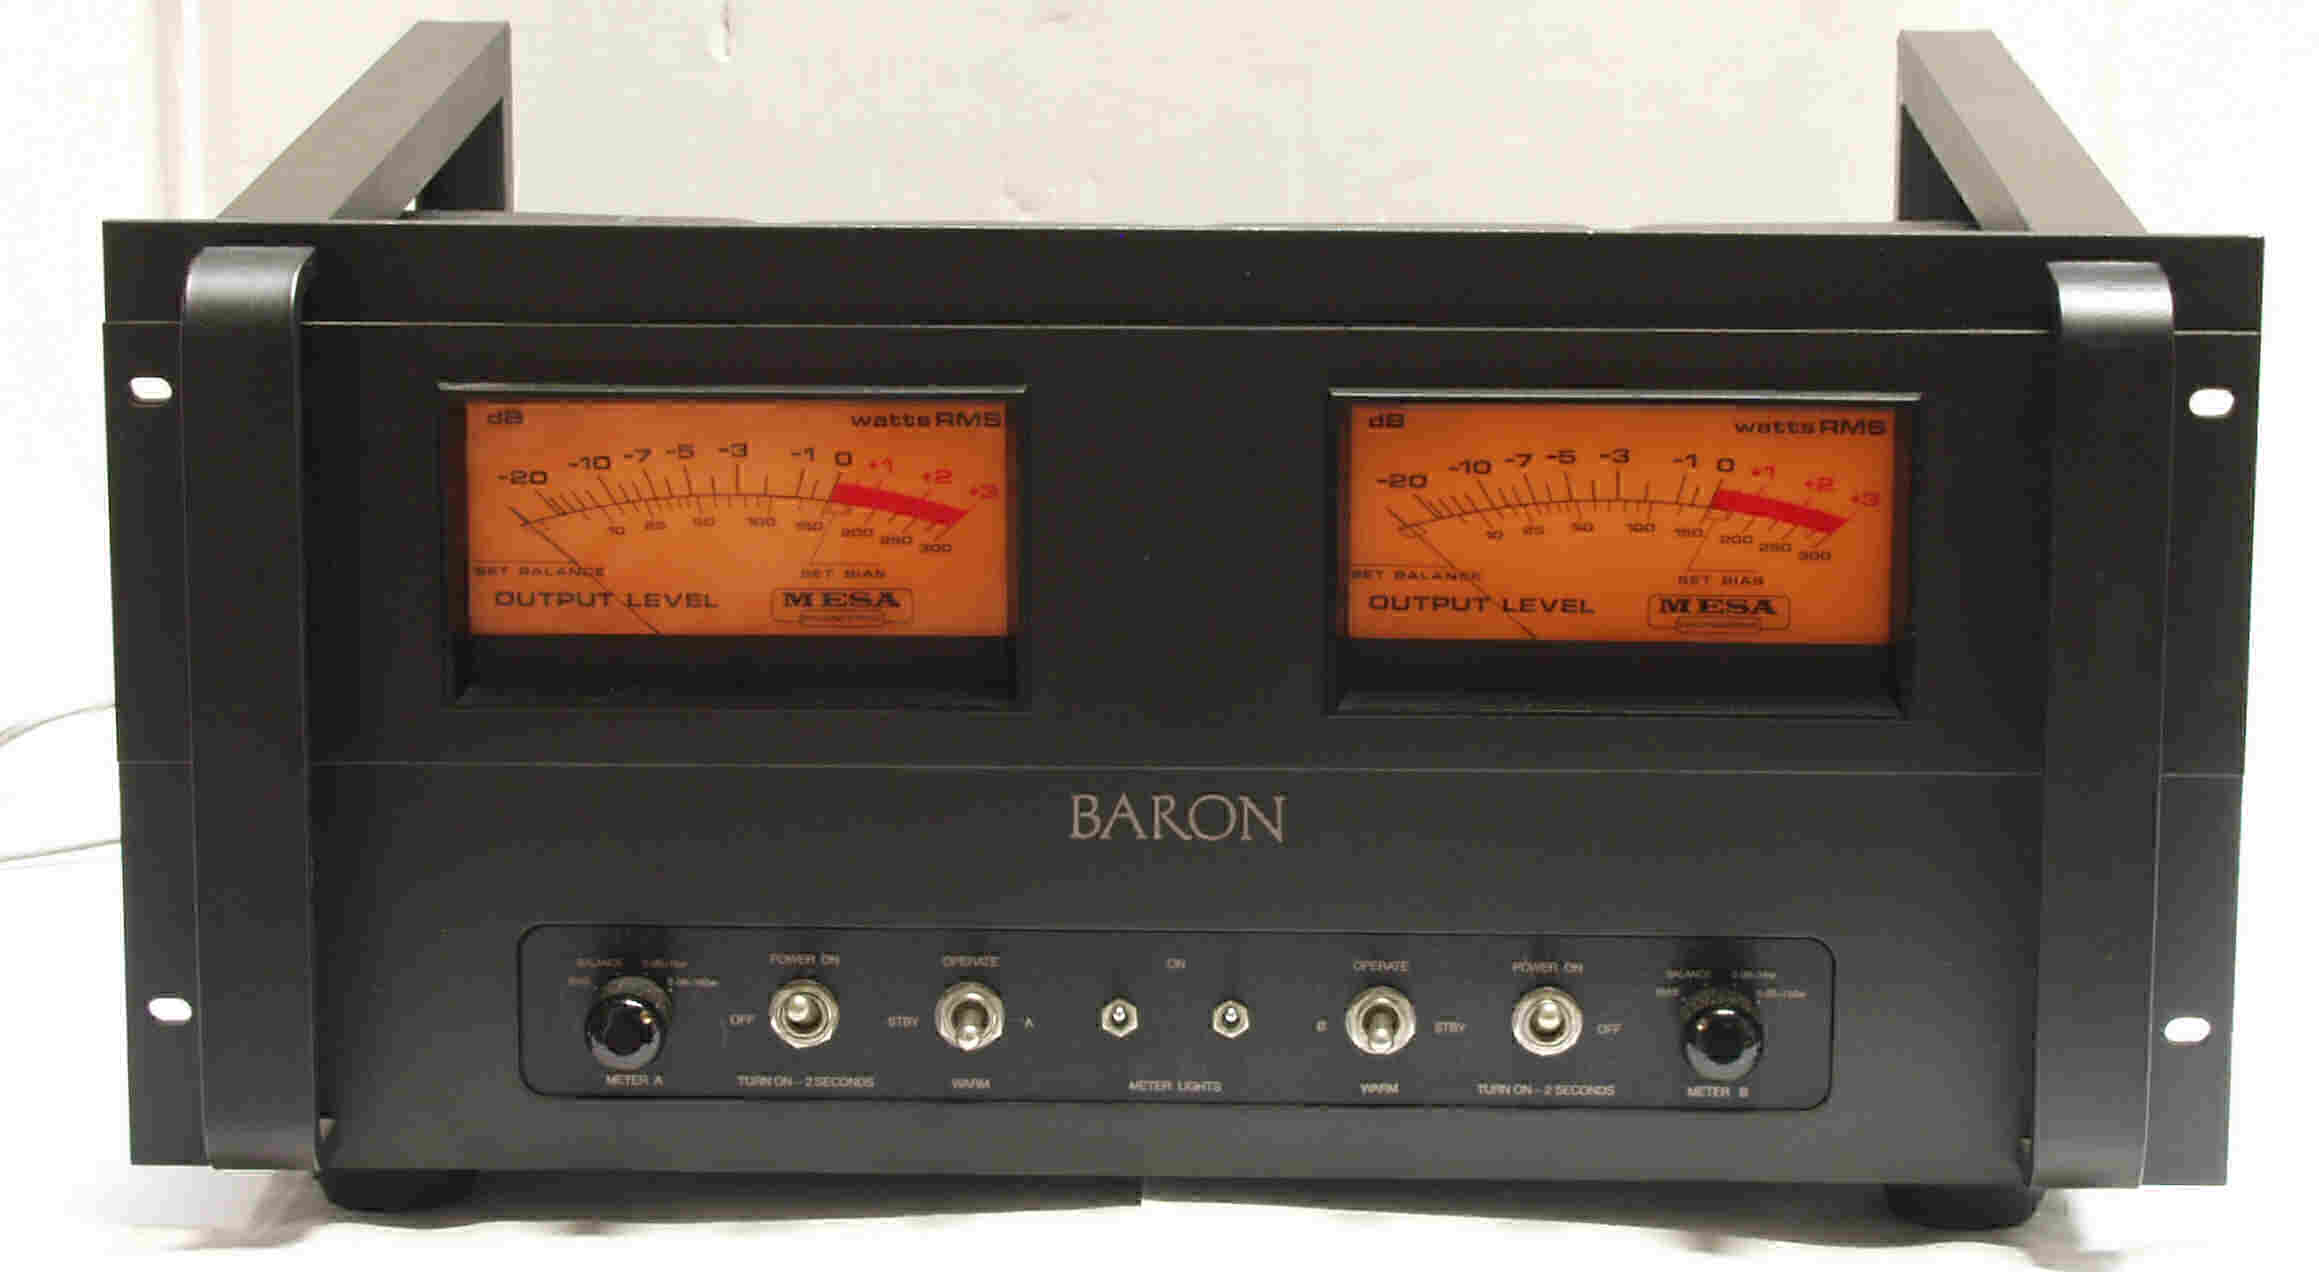 dB watts RMS
-20 -10 -7 -5 -3 -1 0 +1 +2 +3
10 25 50 100 150 200 250 300
SET BALANCE SET BIAS
OUTPUT LEVEL MESA
dB watts RMS
-20 -10 -7 -5 -3 -1 0 +1 +2 +3
10 25 50 100 150 200 250 300
SET BALANCE SET BIAS
OUTPUT LEVEL MESA
BARON
BALANCE POWER ON OPERATE ON OPERATE POWER ON BALANCE
BIAS BIAS
OFF STBY A B STBY OFF
METER A TURN ON - 2 SECONDS WARM METER LIGHTS WARM TURN ON - 2 SECONDS METER B